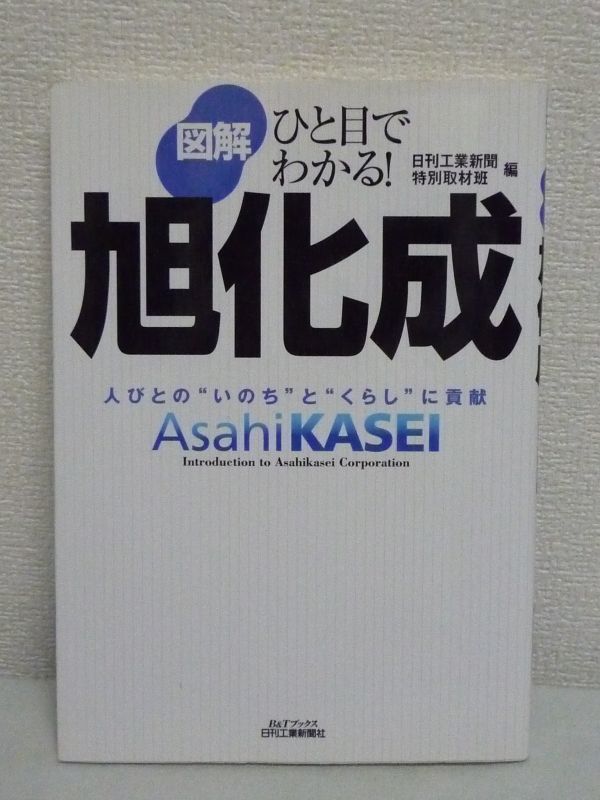 図解
ひと目で
わかる!
日刊工業新聞
特別取材班
編
旭化成
人びとの“いのち”と“くらし”に貢献
AsahiKASEI
Introduction to Asahikasei Corporation
B&Tブックス
日刊工業新聞社